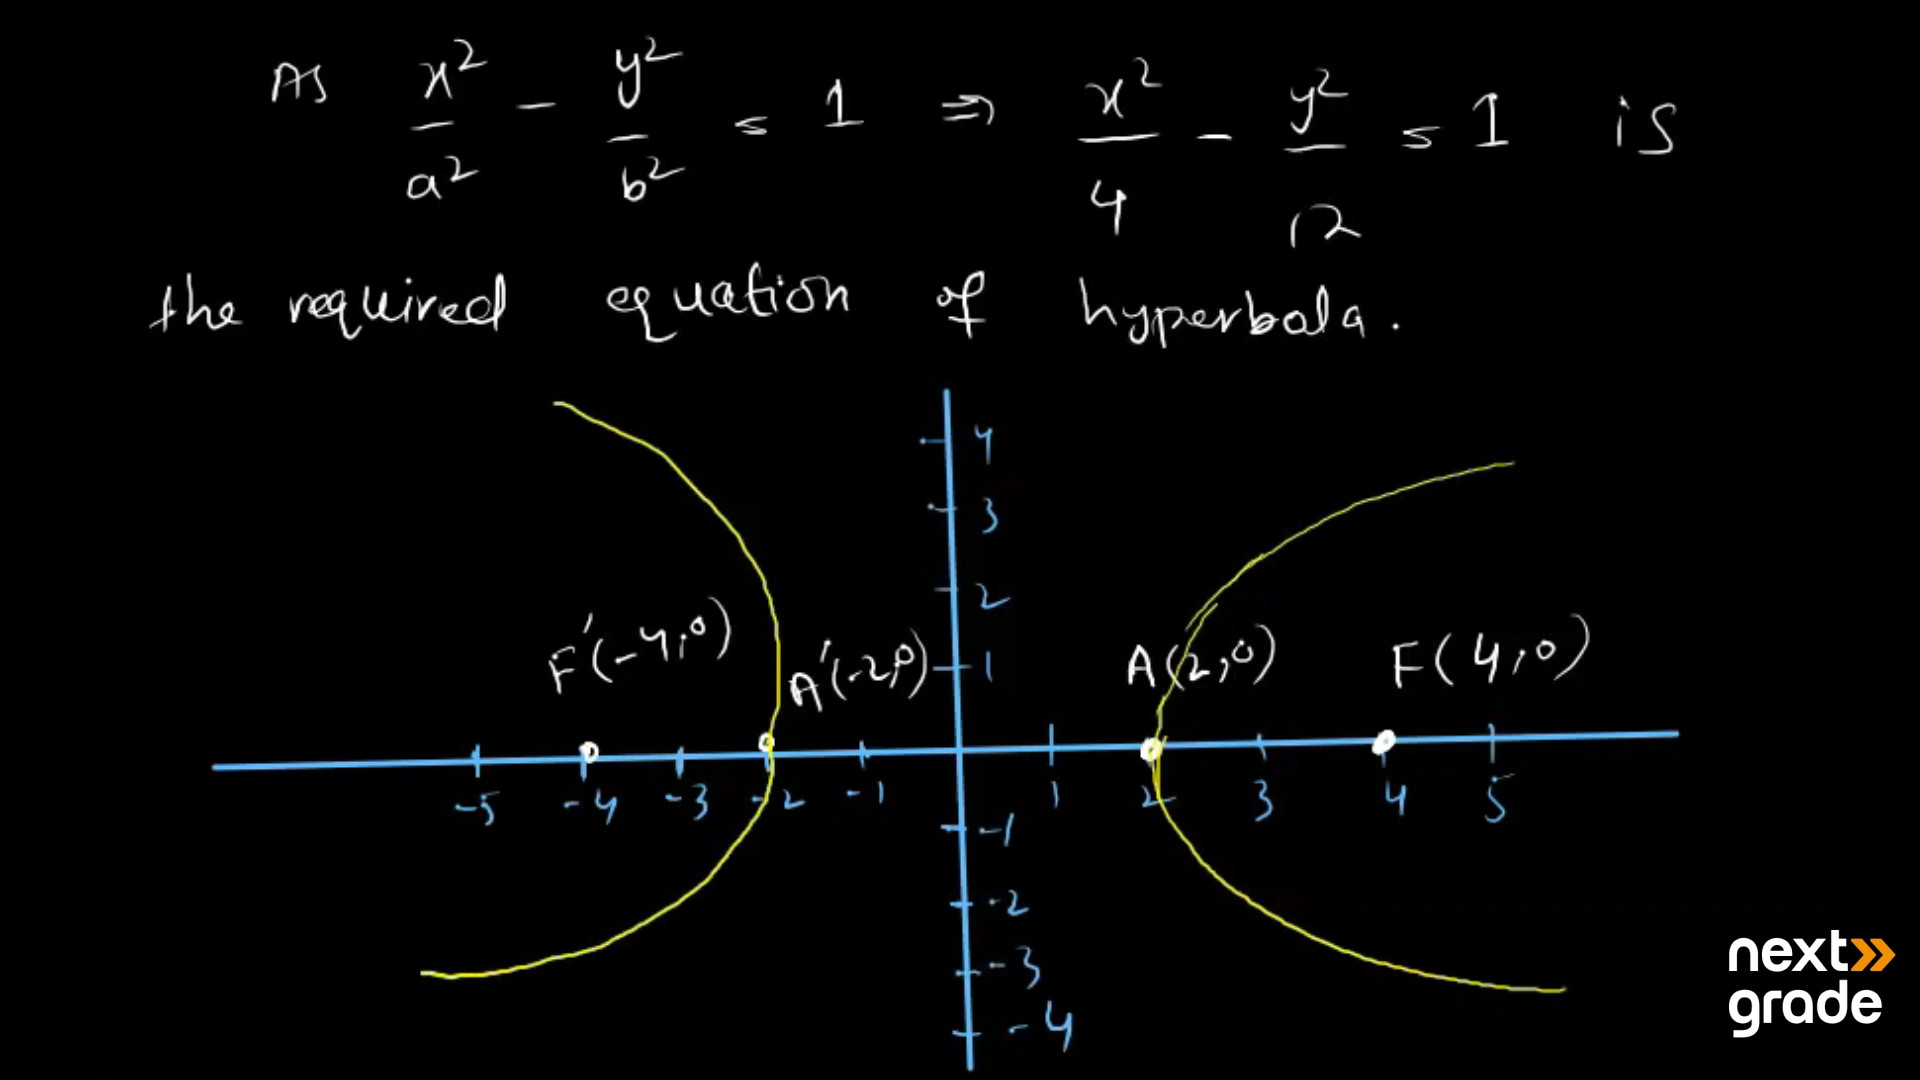 As x²/a² - y²/b² = 1 ⇒ x²/4 - y²/12 = 1 is
the required equation of hyperbola.
4
3
2
F'(-4,0) A'(-2,0) 1 A(2,0) F(4,0)
-5 -4 -3 -2 -1 1 2 3 4 5
-1
-2
-3
-4
next
grade